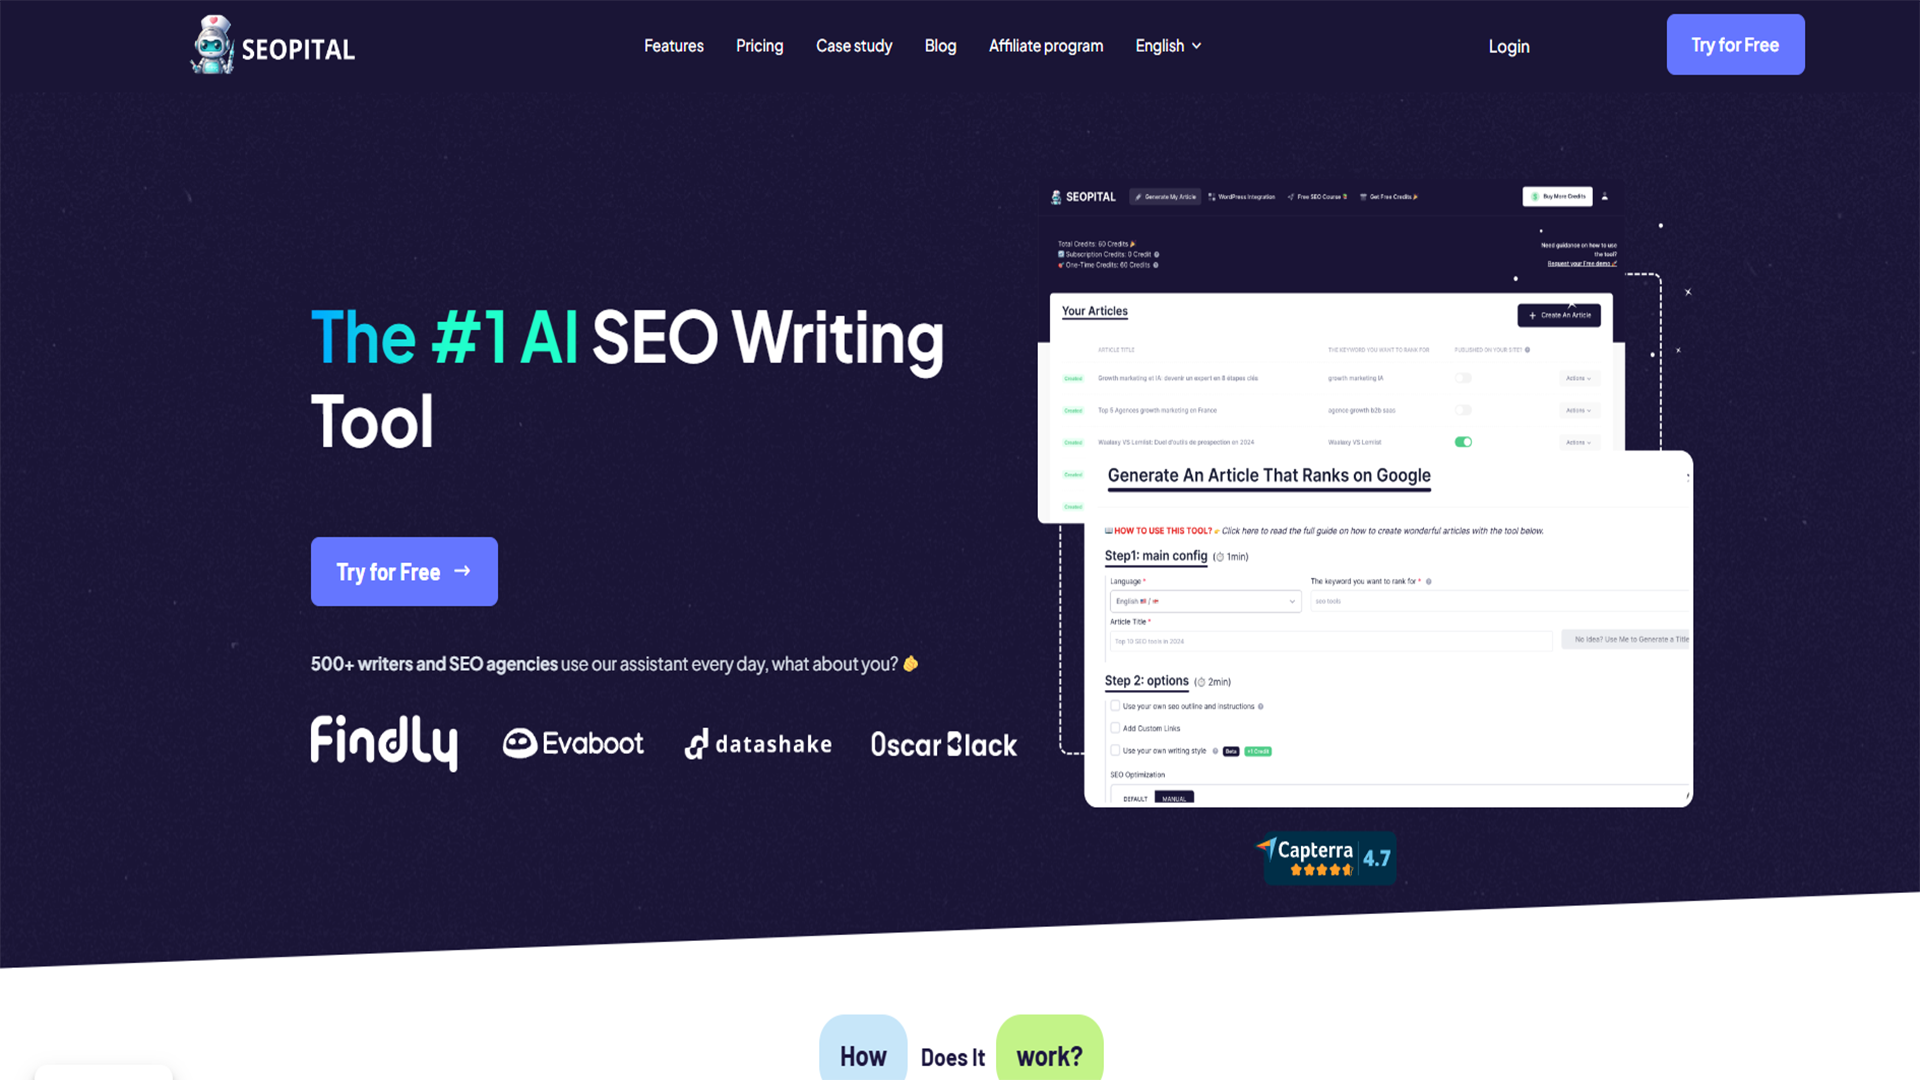 SEOPITAL
Features Pricing Case study Blog Affiliate program English
Login
Try for Free
The #1 AI SEO Writing
Tool
Try for Free →
500+ writers and SEO agencies use our assistant every day, what about you?
Findly Evaboot datashake Oscar Black
SEOPITAL Generate My Article WordPress Integration Free SEO Course Get Free Credits Buy More Credits
Total Credits: 60 Credits
Subscription Credits: 0 Credit
One-Time Credits: 60 Credits
Need guidance on how to use
the tool?
Request your Free demo
Your Articles
+ Create An Article
ARTICLE TITLE THE KEYWORD YOU WANT TO RANK FOR PUBLISHED ON YOUR SITE?
Created Growth marketing et IA: devenir un expert en 8 étapes clés growth marketing IA Actions
Created Top 5 Agences growth marketing en France agence growth b2b saas Actions
Created Waalaxy VS Lemlist: Duel d'outils de prospection en 2024 Waalaxy VS Lemlist Actions
Created
Created
Generate An Article That Ranks on Google
HOW TO USE THIS TOOL? Click here to read the full guide on how to create wonderful articles with the tool below.
Step1: main config (1min)
Language * The keyword you want to rank for *
English / seo tools
Article Title *
Top 10 SEO tools in 2024 No Idea? Use Me to Generate a Title
Step 2: options (2min)
Use your own seo outline and instructions
Add Custom Links
Use your own writing style Beta +1 Credit
SEO Optimization
DEFAULT MANUAL
Capterra 4.7
How Does It work?